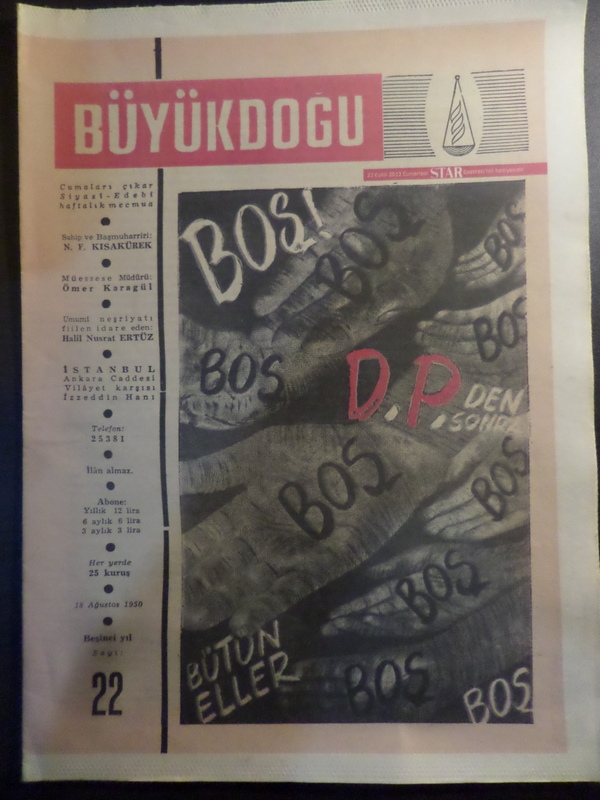 BÜYÜKDOĞU
STAR
Cumaları çıkar
Siyasi - Edebî
haftalık mecmua
Sahip ve Başmuharriri:
N. F. KISAKÜREK
Müessese Müdürü:
Ömer Karagül
Umumî neşriyatı
fiilen idare eden:
Halil Nusrat ERTÜZ
İSTANBUL
Ankara Caddesi
Vilâyet karşısı
İzzeddin Hanı
Telefon:
25381
İlân almaz.
Abone:
Yıllık 12 lira
6 aylık 6 lira
3 aylık 3 lira
Her yerde
25 kuruş
18 Ağustos 1950
Beşinci yıl
Sayı:
22
BOŞ!
BOŞ
BOŞ
BOŞ
BOŞ
D.P. DEN
SONRA
BOŞ
BOŞ
BOŞ
BÜTÜN
ELLER
BOŞ
BOŞ